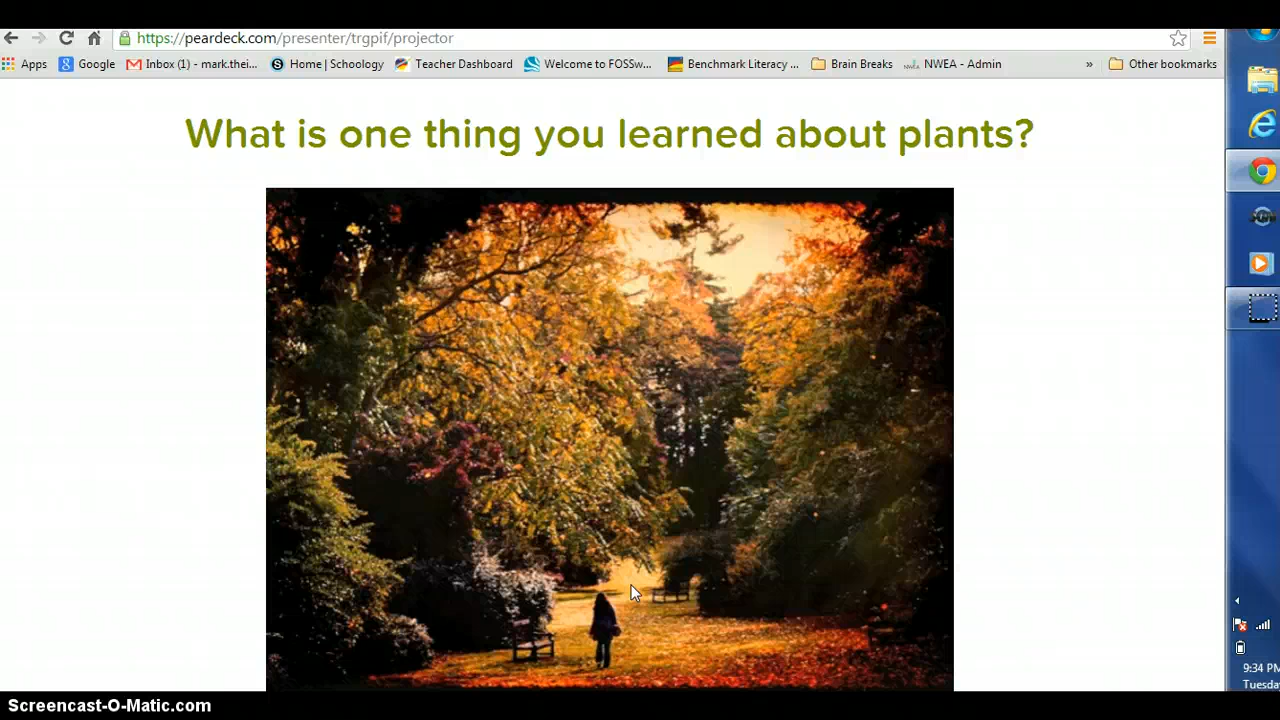 https://peardeck.com/presenter/trgpif/projector
Apps Google Inbox (1) - mark.thei... Home | Schoology Teacher Dashboard Welcome to FOSSw... Benchmark Literacy ... Brain Breaks NWEA - Admin » Other bookmarks
What is one thing you learned about plants?
9:34 PM
Tuesday
Screencast-O-Matic.com